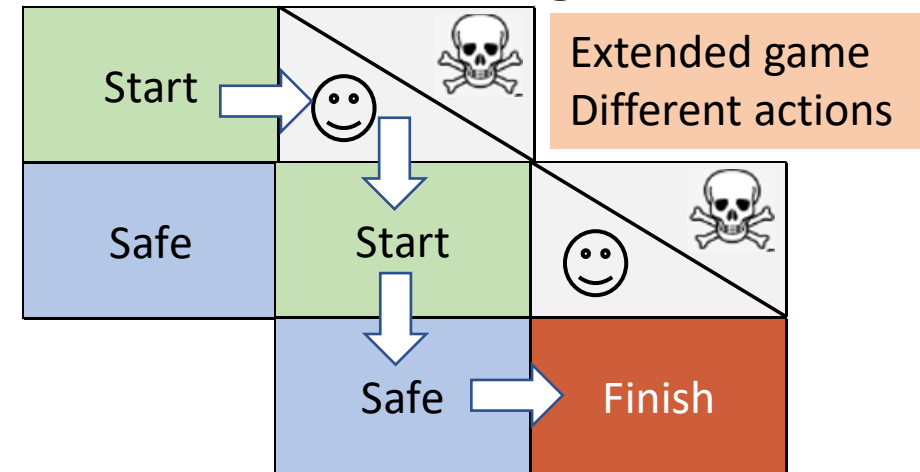 Start
Extended game
Different actions
Safe
Start
Safe
Finish